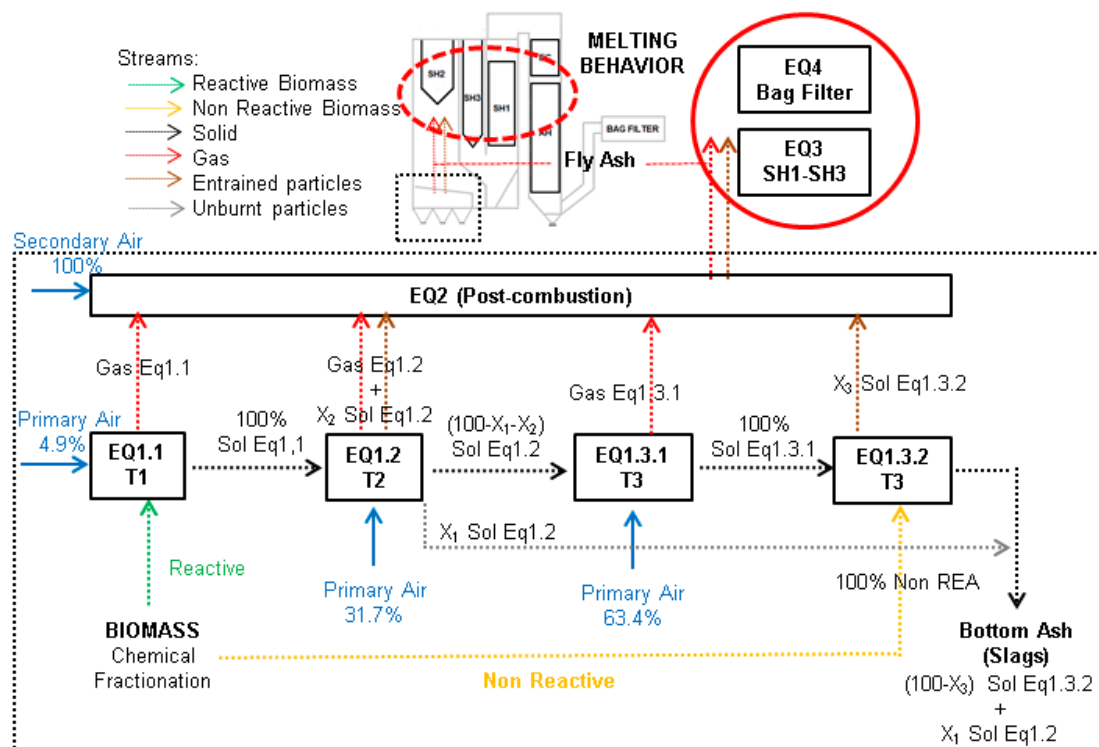 Streams:
Reactive Biomass
Non Reactive Biomass
Solid
Gas
Entrained particles
Unburnt particles
MELTING
BEHAVIOR
SH2
SH3
SH1
BAG FILTER
Fly Ash
EQ4
Bag Filter
EQ3
SH1-SH3
Secondary Air
100%
EQ2 (Post-combustion)
Gas Eq1.1
Gas Eq1.2
+
X2 Sol Eq1.2
Gas Eq1.3.1
X3 Sol Eq1.3.2
Primary Air
4.9%
EQ1.1
T1
100%
Sol Eq1,1
EQ1.2
T2
(100-X1-X2)
Sol Eq1.2
EQ1.3.1
T3
100%
Sol Eq1.3.1
EQ1.3.2
T3
X1 Sol Eq1.2
Reactive
Primary Air
31.7%
Primary Air
63.4%
100% Non REA
BIOMASS
Chemical
Fractionation
Non Reactive
Bottom Ash
(Slags)
(100-X3) Sol Eq1.3.2
+
X1 Sol Eq1.2